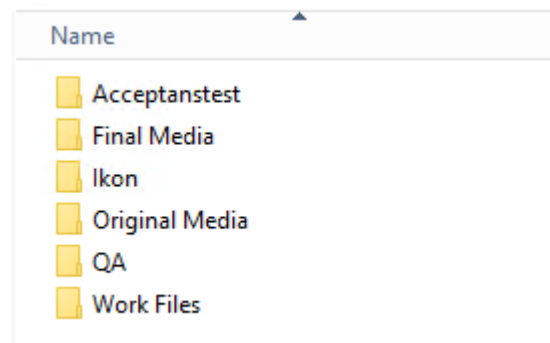 Name
Acceptanstest
Final Media
Ikon
Original Media
QA
Work Files